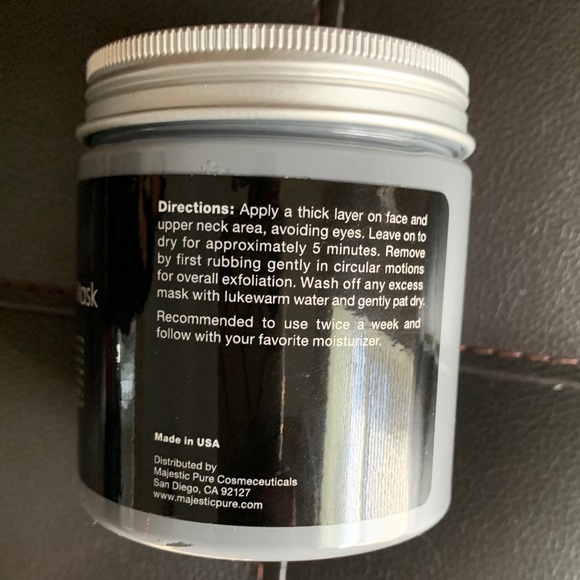 Directions: Apply a thick layer on face and
upper neck area, avoiding eyes. Leave on to
dry for approximately 5 minutes. Remove
by first rubbing gently in circular motions
for overall exfoliation. Wash off any excess
mask with lukewarm water and gently pat dry.
Recommended to use twice a week and
follow with your favorite moisturizer.
Made in USA
Distributed by
Majestic Pure Cosmeceuticals
San Diego, CA 92127
www.majesticpure.com